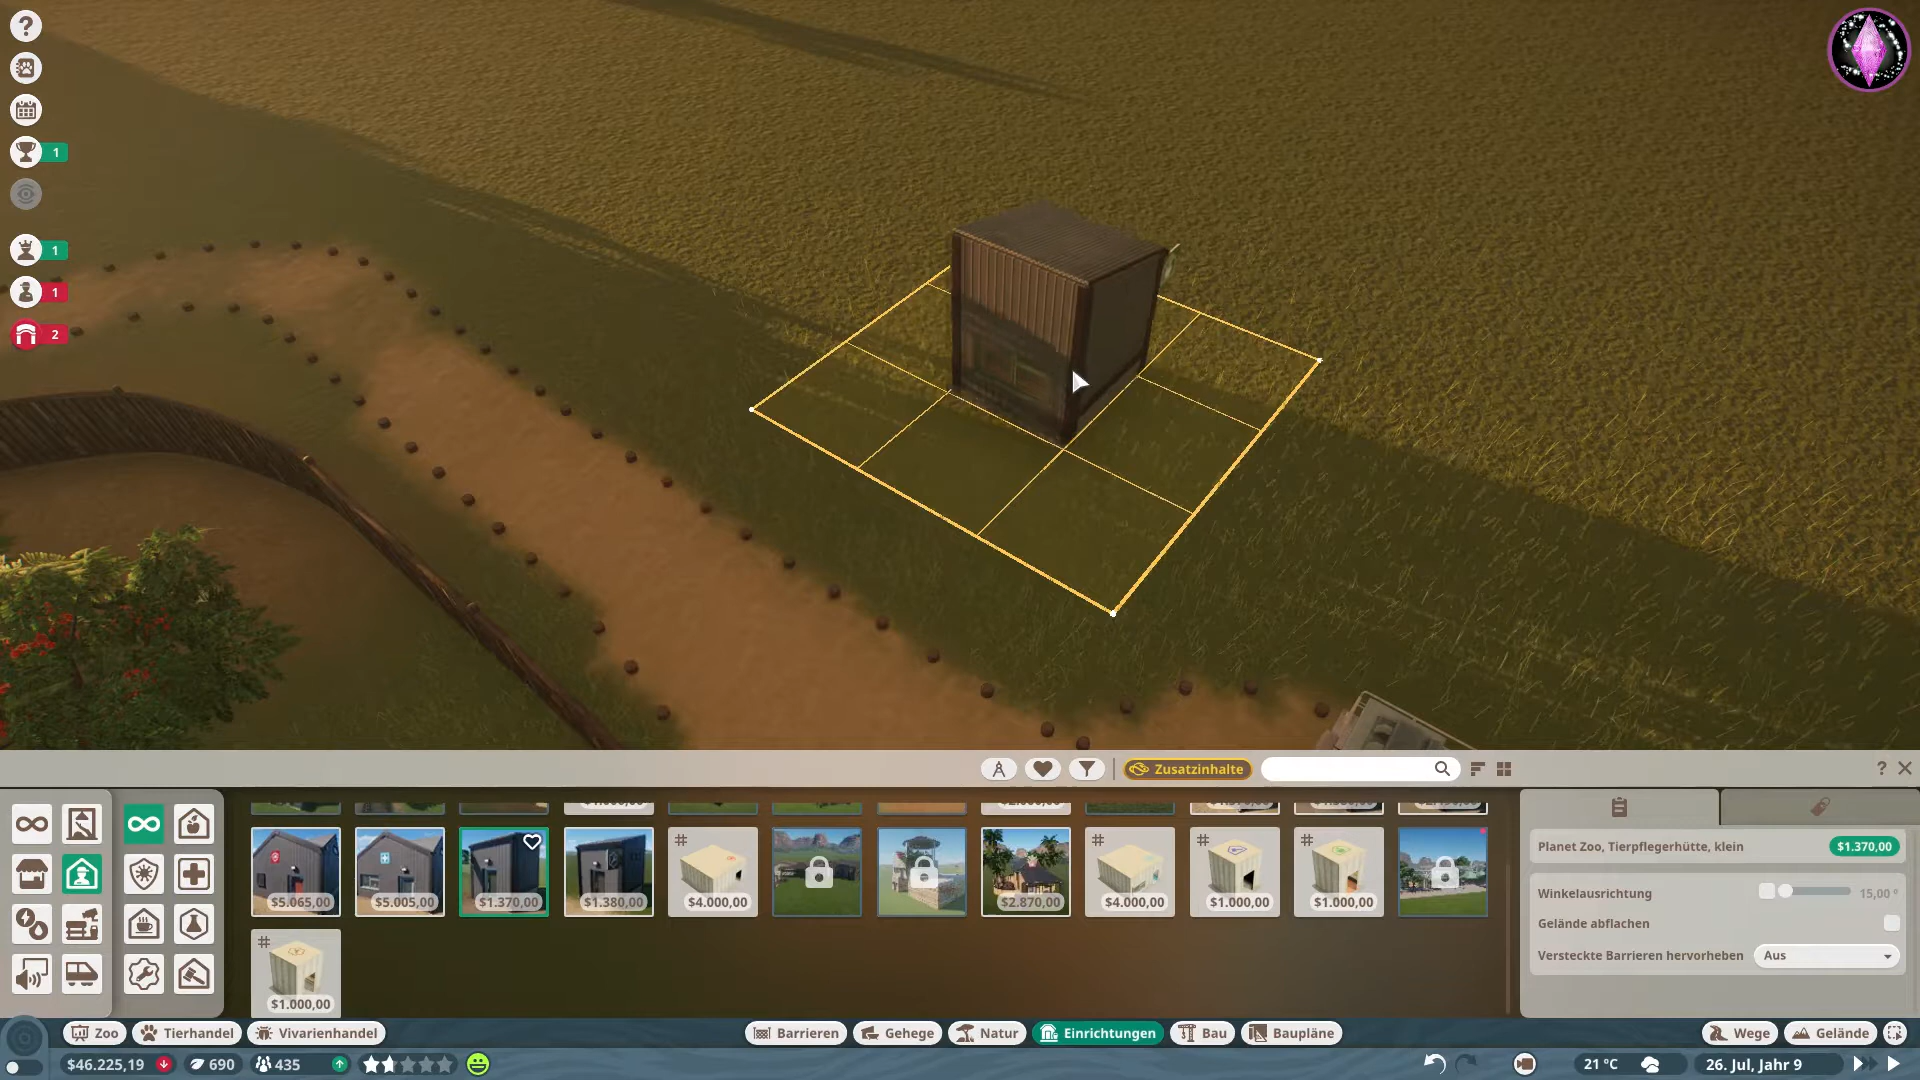 ?
1
1
1
2
Zusatzinhalte
?
$5.065,00
$5.005,00
$1.370,00
$1.380,00
$4.000,00
$2.870,00
$4.000,00
$1.000,00
$1.000,00
$1.000,00
Planet Zoo, Tierpflegerhütte, klein
$1.370,00
Winkelausrichtung
15,00 °
Gelände abflachen
Versteckte Barrieren hervorheben
Aus
Zoo
Tierhandel
Vivarienhandel
Barrieren
Gehege
Natur
Einrichtungen
Bau
Baupläne
Wege
Gelände
$46.225,19
690
435
21 °C
26. Jul, Jahr 9